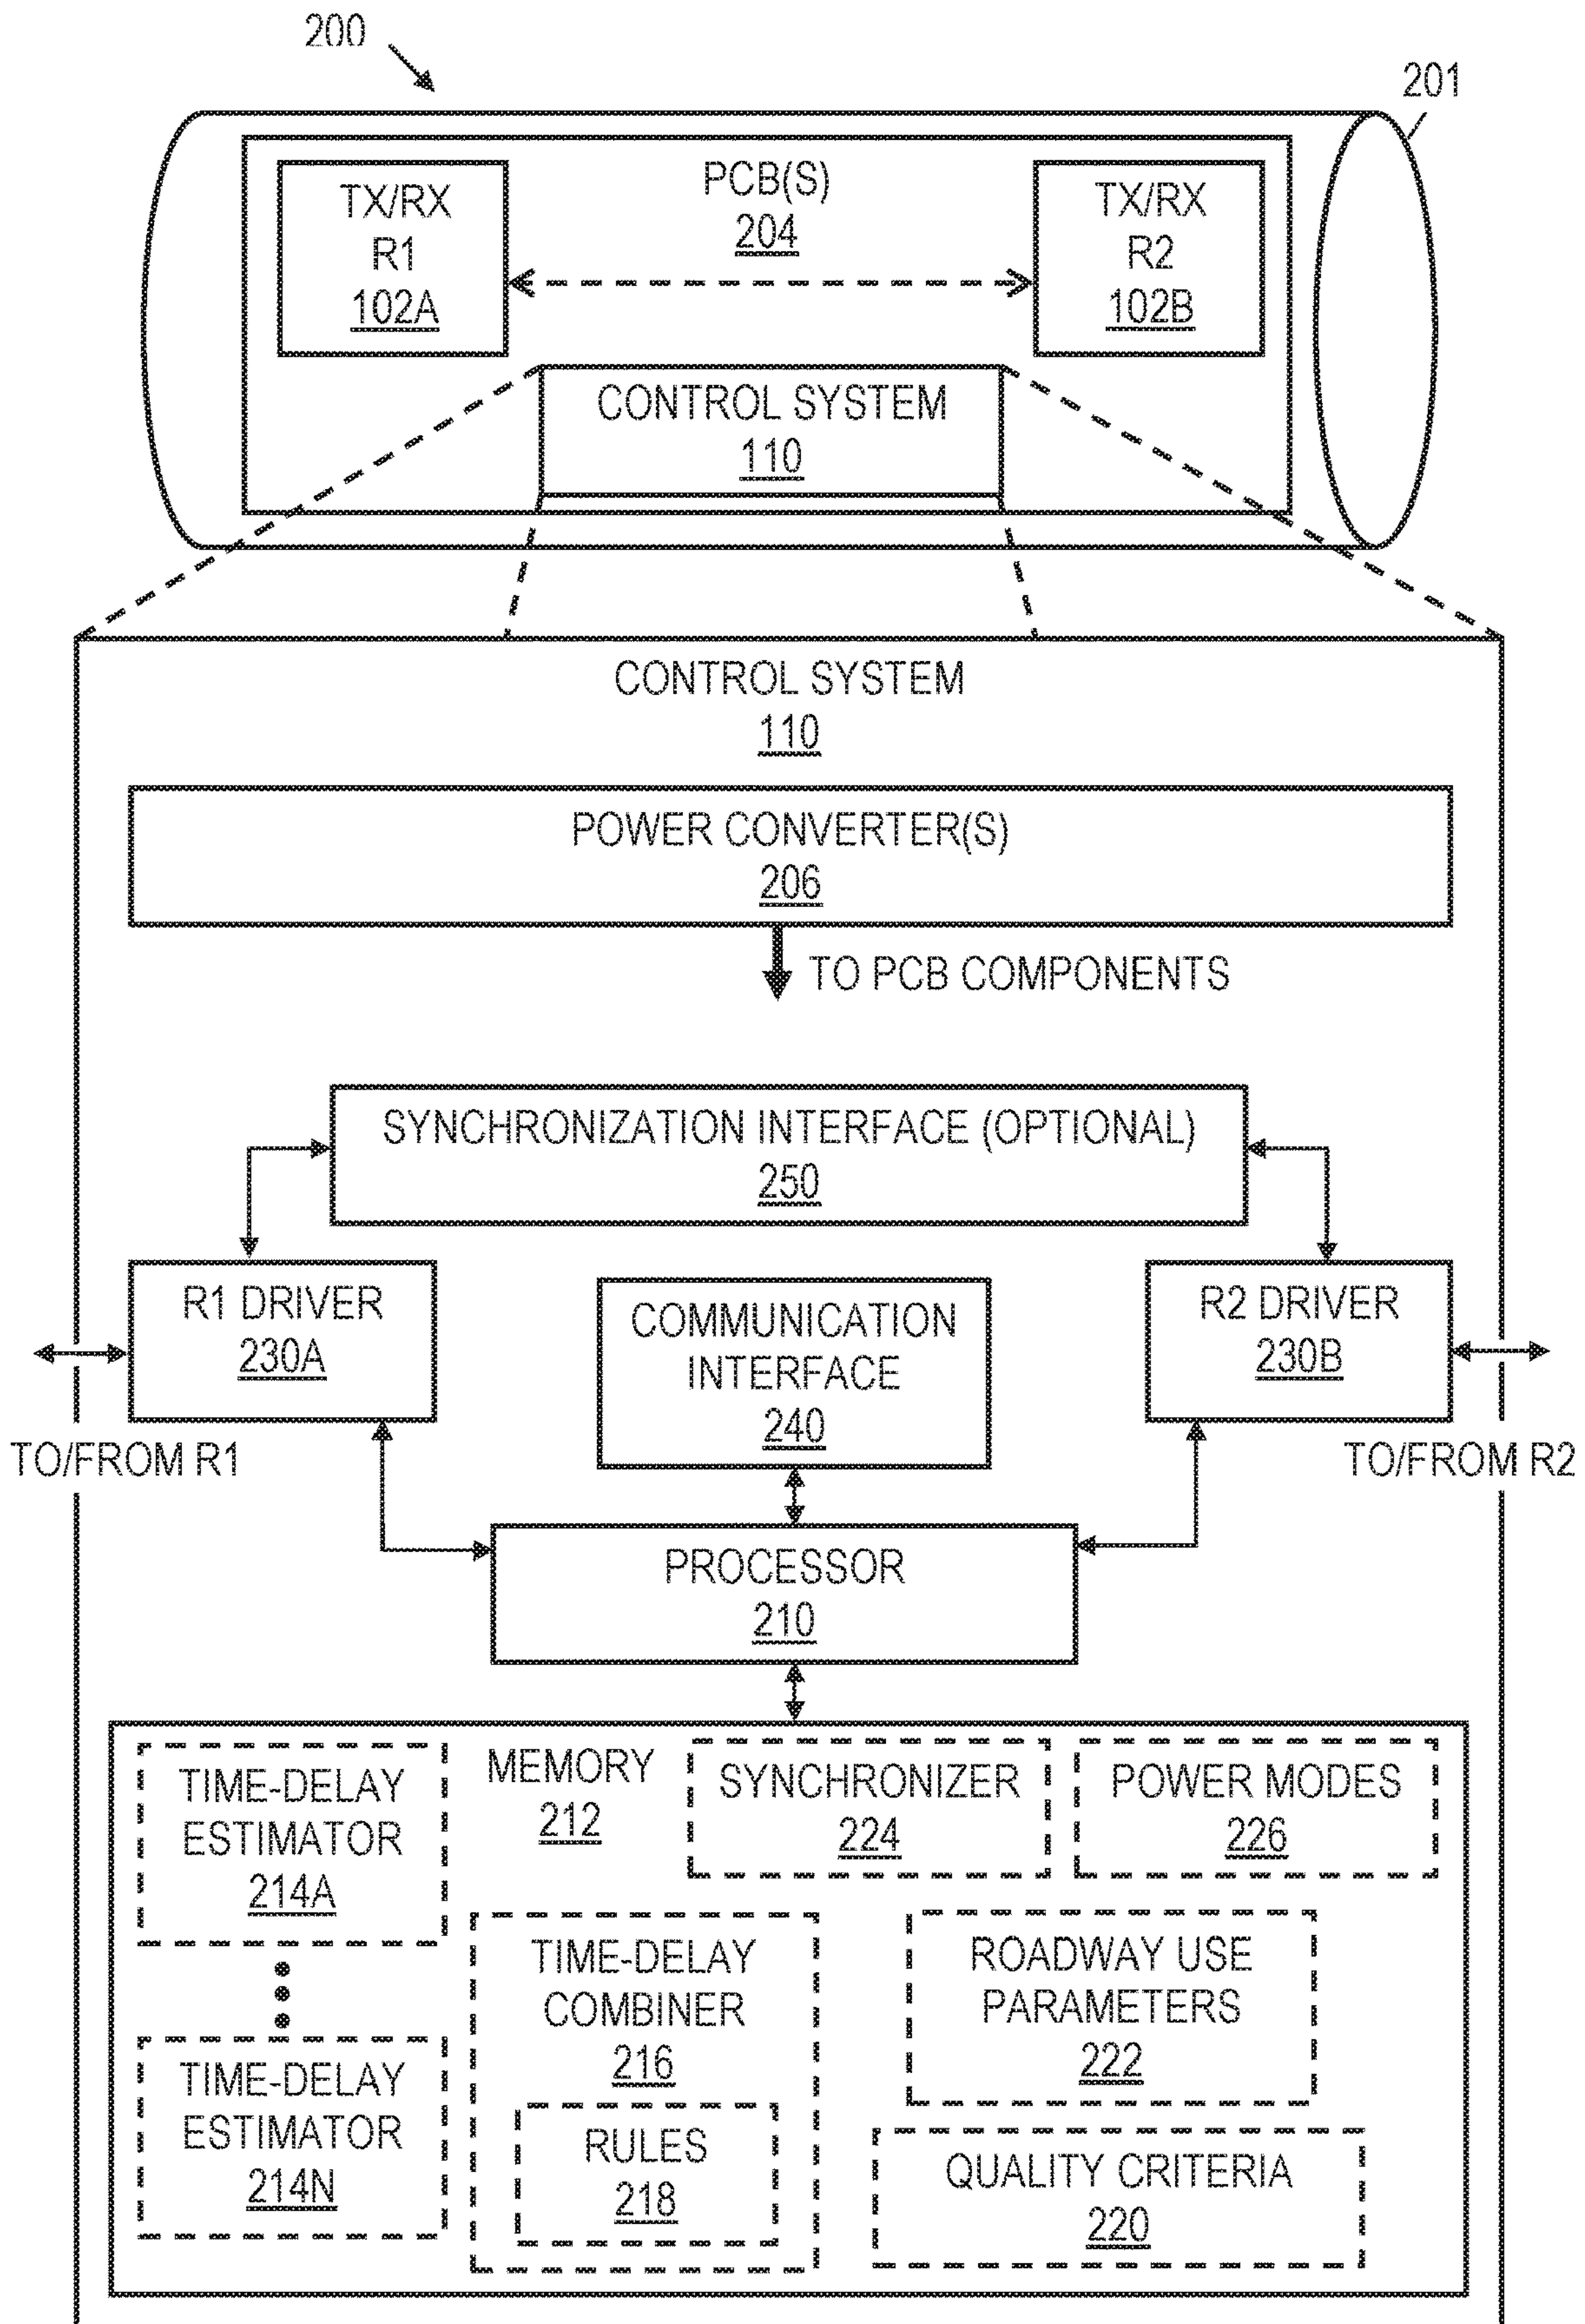 200
201
TX/RX
R1
102A
PCB(S)
204
TX/RX
R2
102B
CONTROL SYSTEM
110
CONTROL SYSTEM
110
POWER CONVERTER(S)
206
TO PCB COMPONENTS
SYNCHRONIZATION INTERFACE (OPTIONAL)
250
R1 DRIVER
230A
COMMUNICATION
INTERFACE
240
R2 DRIVER
230B
TO/FROM R1
TO/FROM R2
PROCESSOR
210
TIME-DELAY
ESTIMATOR
214A
MEMORY
212
SYNCHRONIZER
224
POWER MODES
226
TIME-DELAY
COMBINER
216
ROADWAY USE
PARAMETERS
222
TIME-DELAY
ESTIMATOR
214N
RULES
218
QUALITY CRITERIA
220